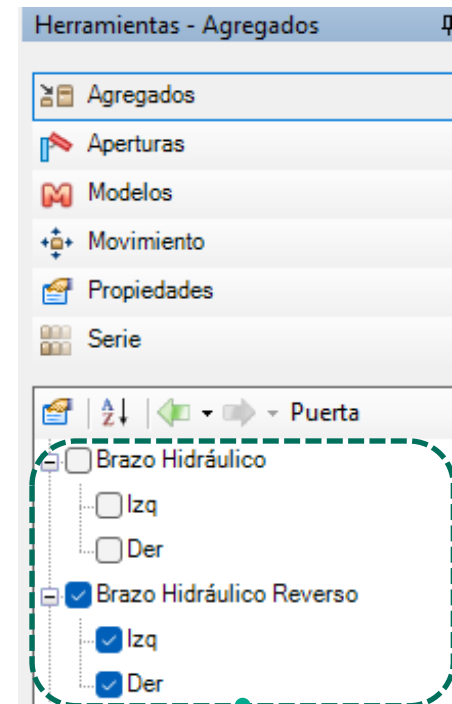 Herramientas - Agregados
Agregados
Aperturas
Modelos
Movimiento
Propiedades
Serie
Puerta
Brazo Hidráulico
Izq
Der
Brazo Hidráulico Reverso
Izq
Der